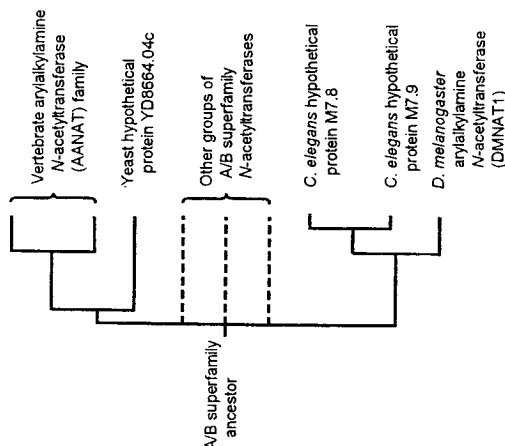 Vertebrate arylalkylamine
N-acetyltransferase
(AANAT) family
Yeast hypothetical
protein YD8664.04c
Other groups of
A/B superfamily
N-acetyltransferases
C. elegans hypothetical
protein M7.8
C. elegans hypothetical
protein M7.9
D. melanogaster
arylalkylamine
N-acetyltransferase
(DMNAT1)
A/B superfamily
ancestor